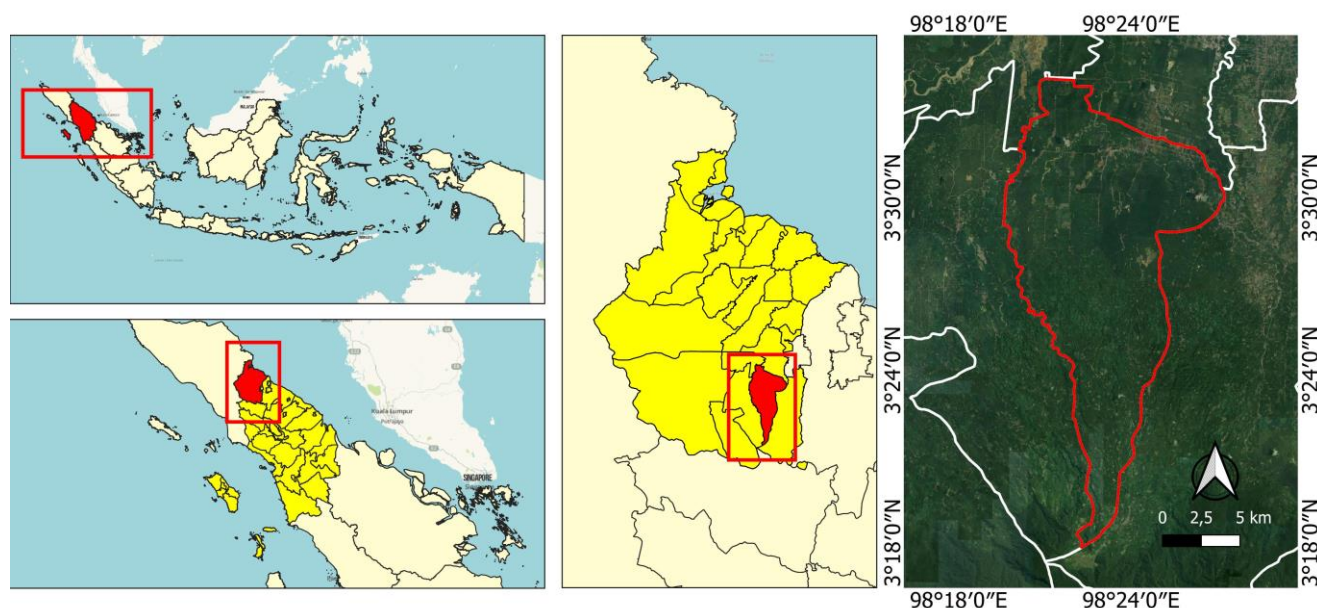 98°18′0″E 98°24′0″E
3°30′0″N
3°30′0″N
3°24′0″N
3°24′0″N
Kuala Lumpur
SINGAPORE
0 2,5 5 km
3°18′0″N
3°18′0″N
98°18′0″E 98°24′0″E